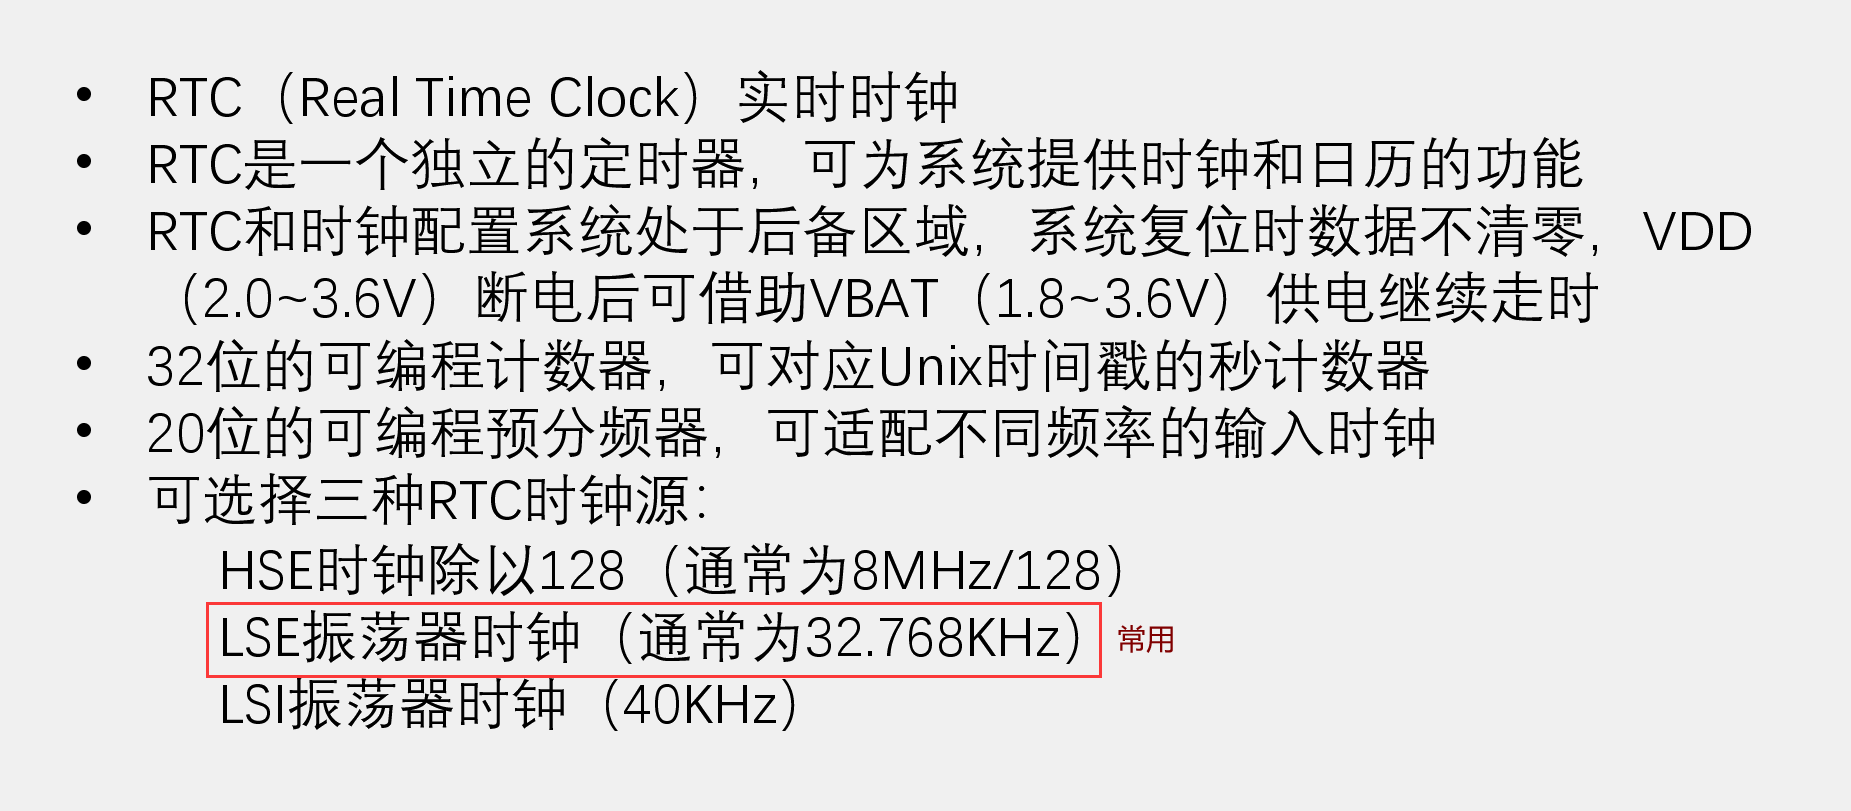 • RTC（Real Time Clock）实时时钟
• RTC是一个独立的定时器，可为系统提供时钟和日历的功能
• RTC和时钟配置系统处于后备区域，系统复位时数据不清零，VDD
（2.0~3.6V）断电后可借助VBAT（1.8~3.6V）供电继续走时
• 32位的可编程计数器，可对应Unix时间戳的秒计数器
• 20位的可编程预分频器，可适配不同频率的输入时钟
• 可选择三种RTC时钟源：
HSE时钟除以128（通常为8MHz/128）
LSE振荡器时钟（通常为32.768KHz） 常用
LSI振荡器时钟（40KHz）